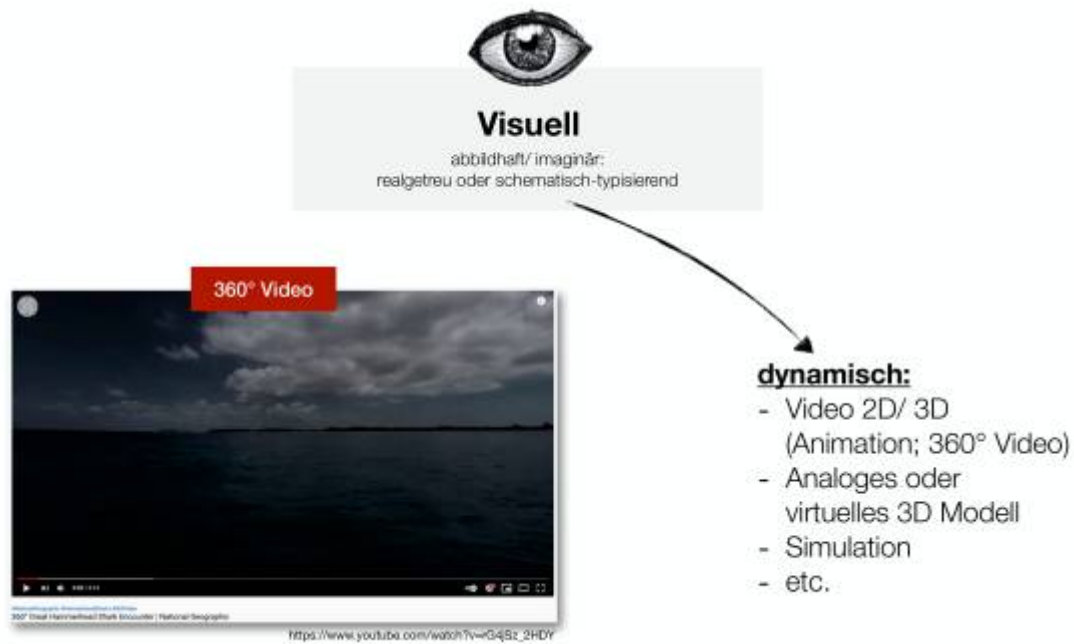 Visuell
abbildhaft/ imaginär:
realgetreu oder schematisch-typisierend
360° Video
dynamisch:
- Video 2D/ 3D
(Animation; 360° Video)
- Analoges oder
virtuelles 3D Modell
- Simulation
- etc.
360° Great Hammerhead Shark Encounter | National Geographic
https://www.youtube.com/watch?v=rG4jSz_2HDY